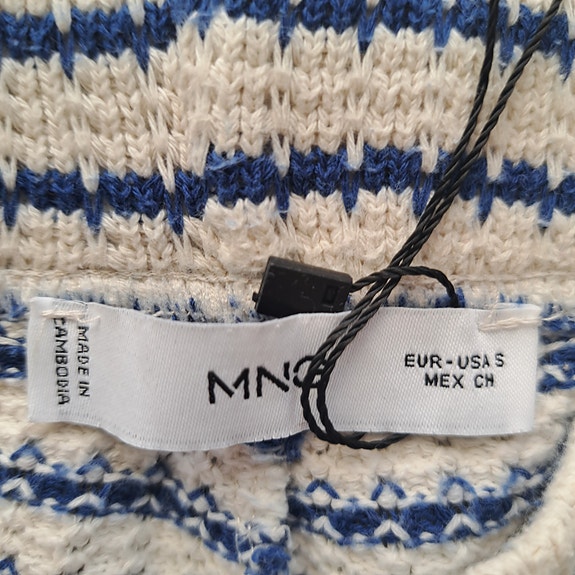 MADE IN
CAMBODIA
MNG
EUR-USA S
MEX CH